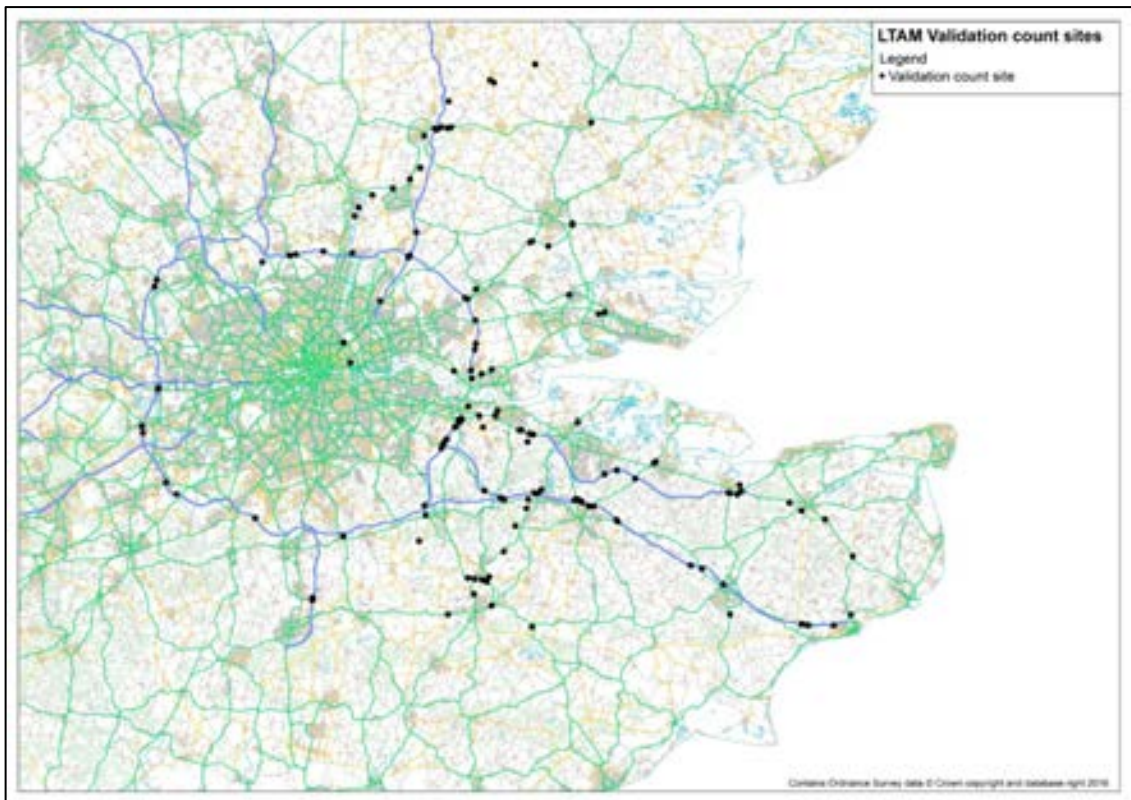 LTAM Validation count sites
Legend
Validation count site
Contains Ordnance Survey data © Crown copyright and database right 2016